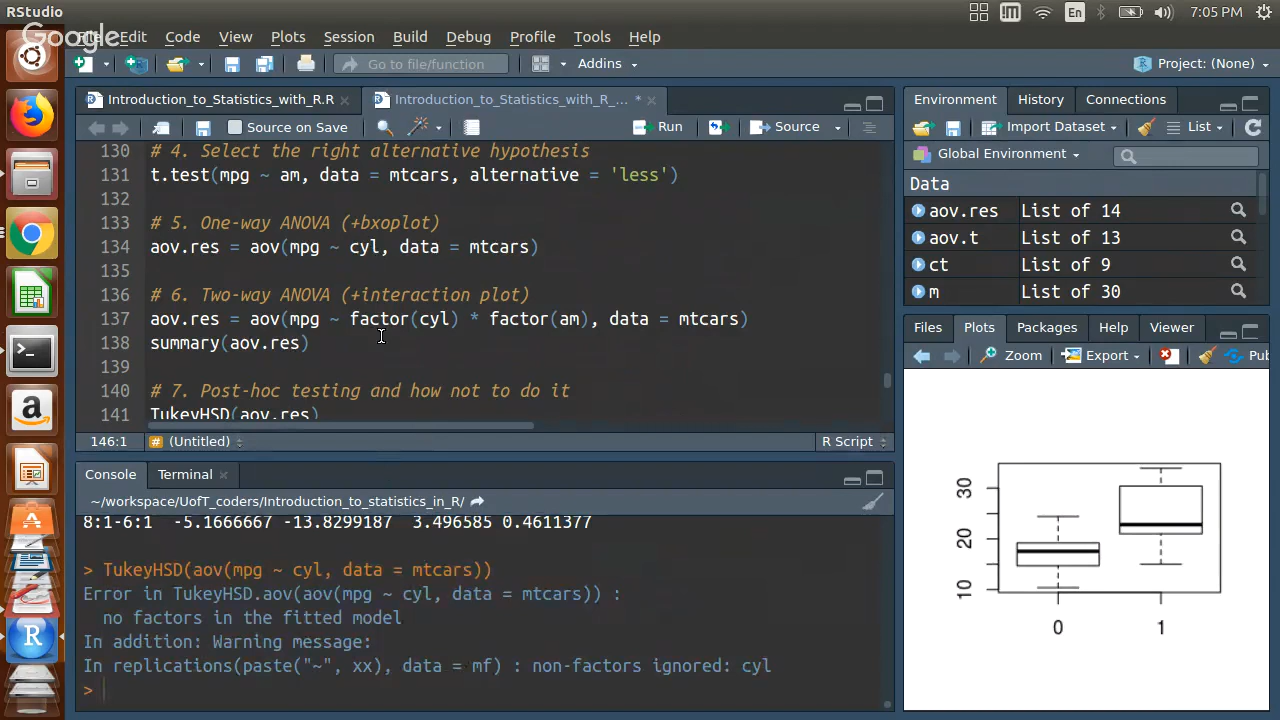 RStudio
En
7:05 PM
Google
File Edit Code View Plots Session Build Debug Profile Tools Help
Go to file/function
Addins
Project: (None)
Introduction_to_Statistics_with_R.R
Introduction_to_Statistics_with_R_... *
Source on Save
Run
Source
130 # 4. Select the right alternative hypothesis
131 t.test(mpg ~ am, data = mtcars, alternative = 'less')
132
133 # 5. One-way ANOVA (+bxoplot)
134 aov.res = aov(mpg ~ cyl, data = mtcars)
135
136 # 6. Two-way ANOVA (+interaction plot)
137 aov.res = aov(mpg ~ factor(cyl) * factor(am), data = mtcars)
138 summary(aov.res)
139
140 # 7. Post-hoc testing and how not to do it
141 TukeyHSD(aov.res)
146:1
(Untitled)
R Script
Console
Terminal
~/workspace/UofT_coders/Introduction_to_statistics_in_R/
8:1-6:1 -5.1666667 -13.8299187 3.496585 0.4611377
> TukeyHSD(aov(mpg ~ cyl, data = mtcars))
Error in TukeyHSD.aov(aov(mpg ~ cyl, data = mtcars)) :
no factors in the fitted model
In addition: Warning message:
In replications(paste("~", xx), data = mf) : non-factors ignored: cyl
>
Environment History Connections
Import Dataset
List
Global Environment
Data
aov.res List of 14
aov.t List of 13
ct List of 9
m List of 30
Files Plots Packages Help Viewer
Zoom
Export
Pub
30
20
10
0 1